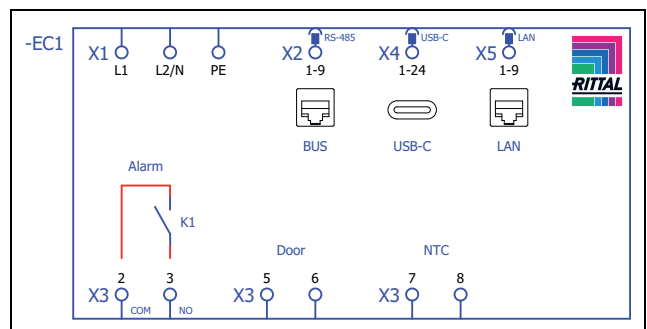 -EC1
X1 L1 L2/N PE
X2 RS-485 1-9
X4 USB-C 1-24
X5 LAN 1-9
RITTAL
BUS USB-C LAN
Alarm
K1
Door NTC
X3 2 COM 3 NO
X3 5 6
X3 7 8